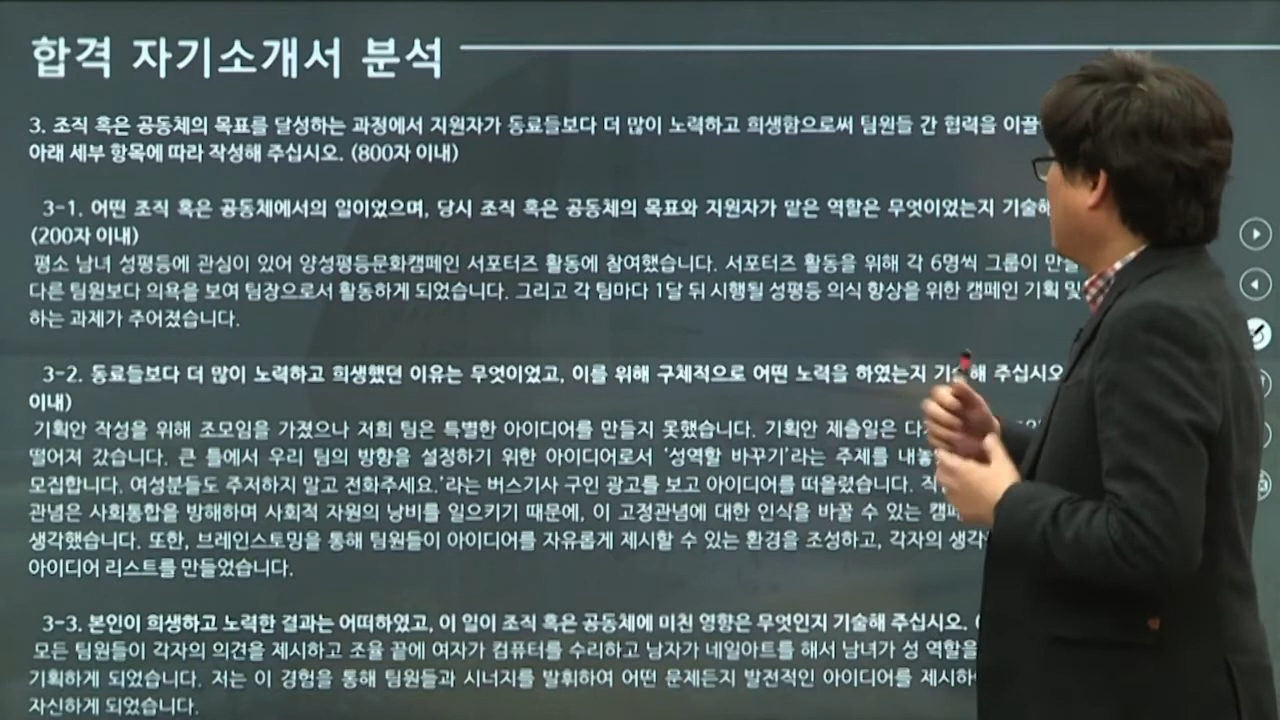 합격 자기소개서 분석
3. 조직 혹은 공동체의 목표를 달성하는 과정에서 지원자가 동료들보다 더 많이 노력하고 희생함으로써 팀원들 간 협력을 이끌
아래 세부 항목에 따라 작성해 주십시오. (800자 이내)
3-1. 어떤 조직 혹은 공동체에서의 일이었으며, 당시 조직 혹은 공동체의 목표와 지원자가 맡은 역할은 무엇이었는지 기술해
(200자 이내)
평소 남녀 성평등에 관심이 있어 양성평등문화캠페인 서포터즈 활동에 참여했습니다. 서포터즈 활동을 위해 각 6명씩 그룹이 만들
다른 팀원보다 의욕을 보여 팀장으로서 활동하게 되었습니다. 그리고 각 팀마다 1달 뒤 시행될 성평등 의식 향상을 위한 캠페인 기획 및
하는 과제가 주어졌습니다.
3-2. 동료들보다 더 많이 노력하고 희생했던 이유는 무엇이었고, 이를 위해 구체적으로 어떤 노력을 하였는지 기술해 주십시오
이내)
기획안 작성을 위해 조모임을 가졌으나 저희 팀은 특별한 아이디어를 만들지 못했습니다. 기획안 제출일은
떨어져 갔습니다. 큰 틀에서 우리 팀의 방향을 설정하기 위한 아이디어로서 '성역할 바꾸기'라는 주제를
모집합니다. 여성분들도 주저하지 말고 전화주세요.'라는 버스기사 구인 광고를 보고 아이디어를 떠올렸습니다.
관념은 사회통합을 방해하며 사회적 자원의 낭비를 일으키기 때문에, 이 고정관념에 대한 인식을 바꿀 수 있는
생각했습니다. 또한, 브레인스토밍을 통해 팀원들이 아이디어를 자유롭게 제시할 수 있는 환경을 조성하고, 각자의
아이디어 리스트를 만들었습니다.
3-3. 본인이 희생하고 노력한 결과는 어떠하였고, 이 일이 조직 혹은 공동체에 미친 영향은 무엇인지 기술해 주십시오. (
모든 팀원들이 각자의 의견을 제시하고 조율 끝에 여자가 컴퓨터를 수리하고 남자가 네일아트를 해서 남녀가 성 역할을
기획하게 되었습니다. 저는 이 경험을 통해 팀원들과 시너지를 발휘하여 어떤 문제든지 발전적인 아이디어를
자신하게 되었습니다.